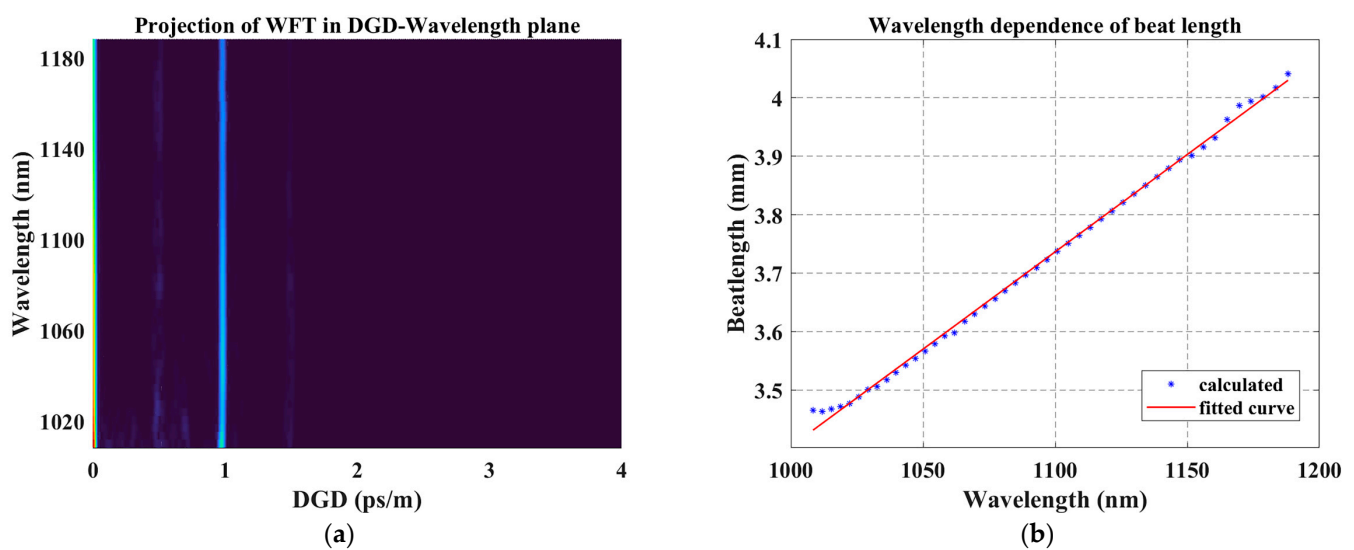 Projection of WFT in DGD-Wavelength plane
Wavelength (nm)
1180
1140
1100
1060
1020
0 1 2 3 4
DGD (ps/m)
(a)
Wavelength dependence of beat length
Beatlength (mm)
4.1
4
3.9
3.8
3.7
3.6
3.5
calculated
fitted curve
1000 1050 1100 1150 1200
Wavelength (nm)
(b)